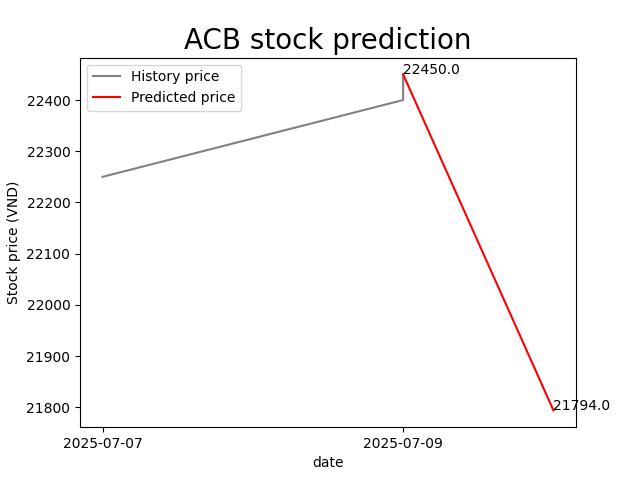 ACB stock prediction
History price
Predicted price
22450.0
22400
22300
22200
22100
22000
21900
21800
Stock price (VND)
21794.0
2025-07-07
2025-07-09
date